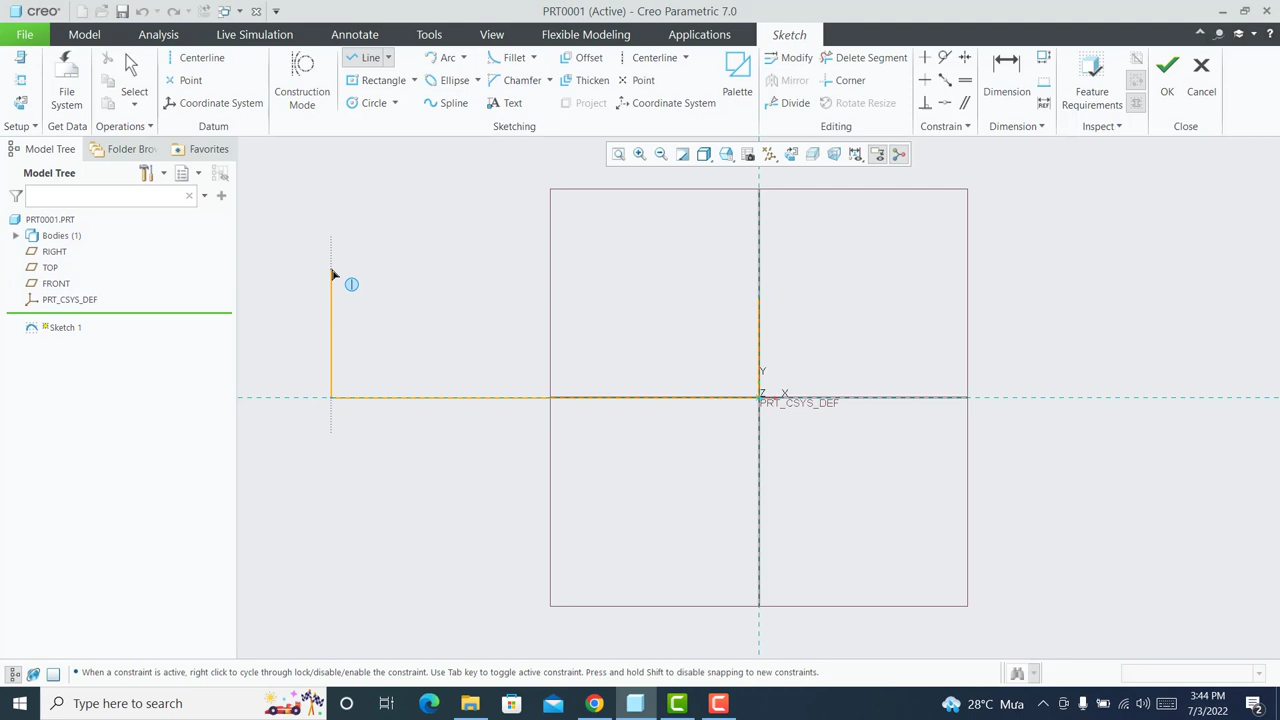 creo
PRT0001 (Active) - Creo Parametric 7.0
File Model Analysis Live Simulation Annotate Tools View Flexible Modeling Applications Sketch
File System
Select
Centerline
Point
Coordinate System
Construction Mode
Line Arc Fillet Offset Centerline
Rectangle Ellipse Chamfer Thicken Point
Circle Spline Text Project Coordinate System
Palette
Modify Delete Segment
Mirror Corner
Divide Rotate Resize
Dimension
Feature Requirements
OK Cancel
Setup Get Data Operations Datum Sketching Editing Constrain Dimension Inspect Close
Model Tree Folder Bro Favorites
Model Tree
PRT0001.PRT
Bodies (1)
RIGHT
TOP
FRONT
PRT_CSYS_DEF
Sketch 1
Y
Z X
PRT_CSYS_DEF
• When a constraint is active, right click to cycle through lock/disable/enable the constraint. Use Tab key to toggle active constraint. Press and hold Shift to disable snapping to new constraints.
Type here to search
28°C Mưa
3:44 PM
7/3/2022
2